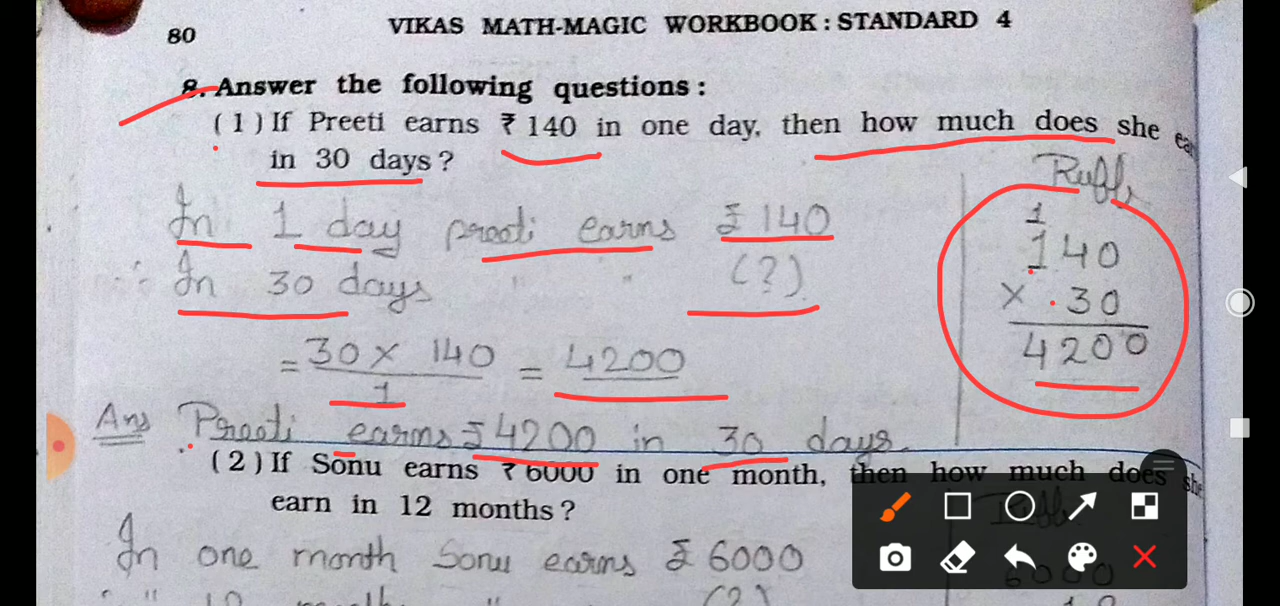 80
VIKAS MATH-MAGIC WORKBOOK : STANDARD 4
8. Answer the following questions :
( 1 ) If Preeti earns ₹ 140 in one day, then how much does she
in 30 days ?
Ruff
In 1 day preeti earns ₹ 140
∴ In 30 days " " (?)
= 30 × 140 / 1 = 4200
1
140
× 30
4200
Ans Preeti earns ₹ 4200 in 30 days.
( 2 ) If Sonu earns ₹ 6000 in one month, then how much does she
earn in 12 months ?
In one month Sonu earns ₹ 6000
6000
" (?)